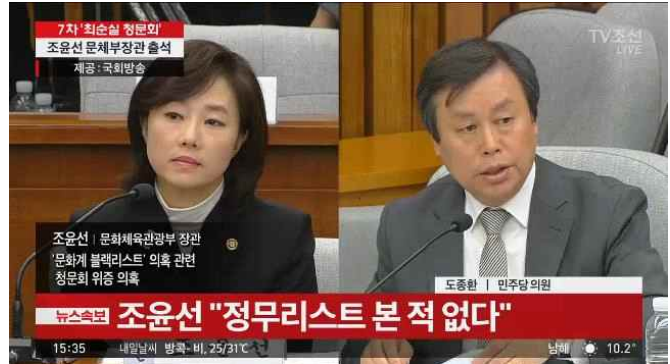 7차 '최순실 청문회'
조윤선 문체부장관 출석
제공 : 국회방송
TV조선
LIVE
조윤선 | 문화체육관광부 장관
'문화계 블랙리스트' 의혹 관련
청문회 위증 의혹
도종환 | 민주당 의원
뉴스속보 조윤선 "정무리스트 본 적 없다"
15:35 내일날씨 방콕 - 비, 25/31℃ 남해 10.2°